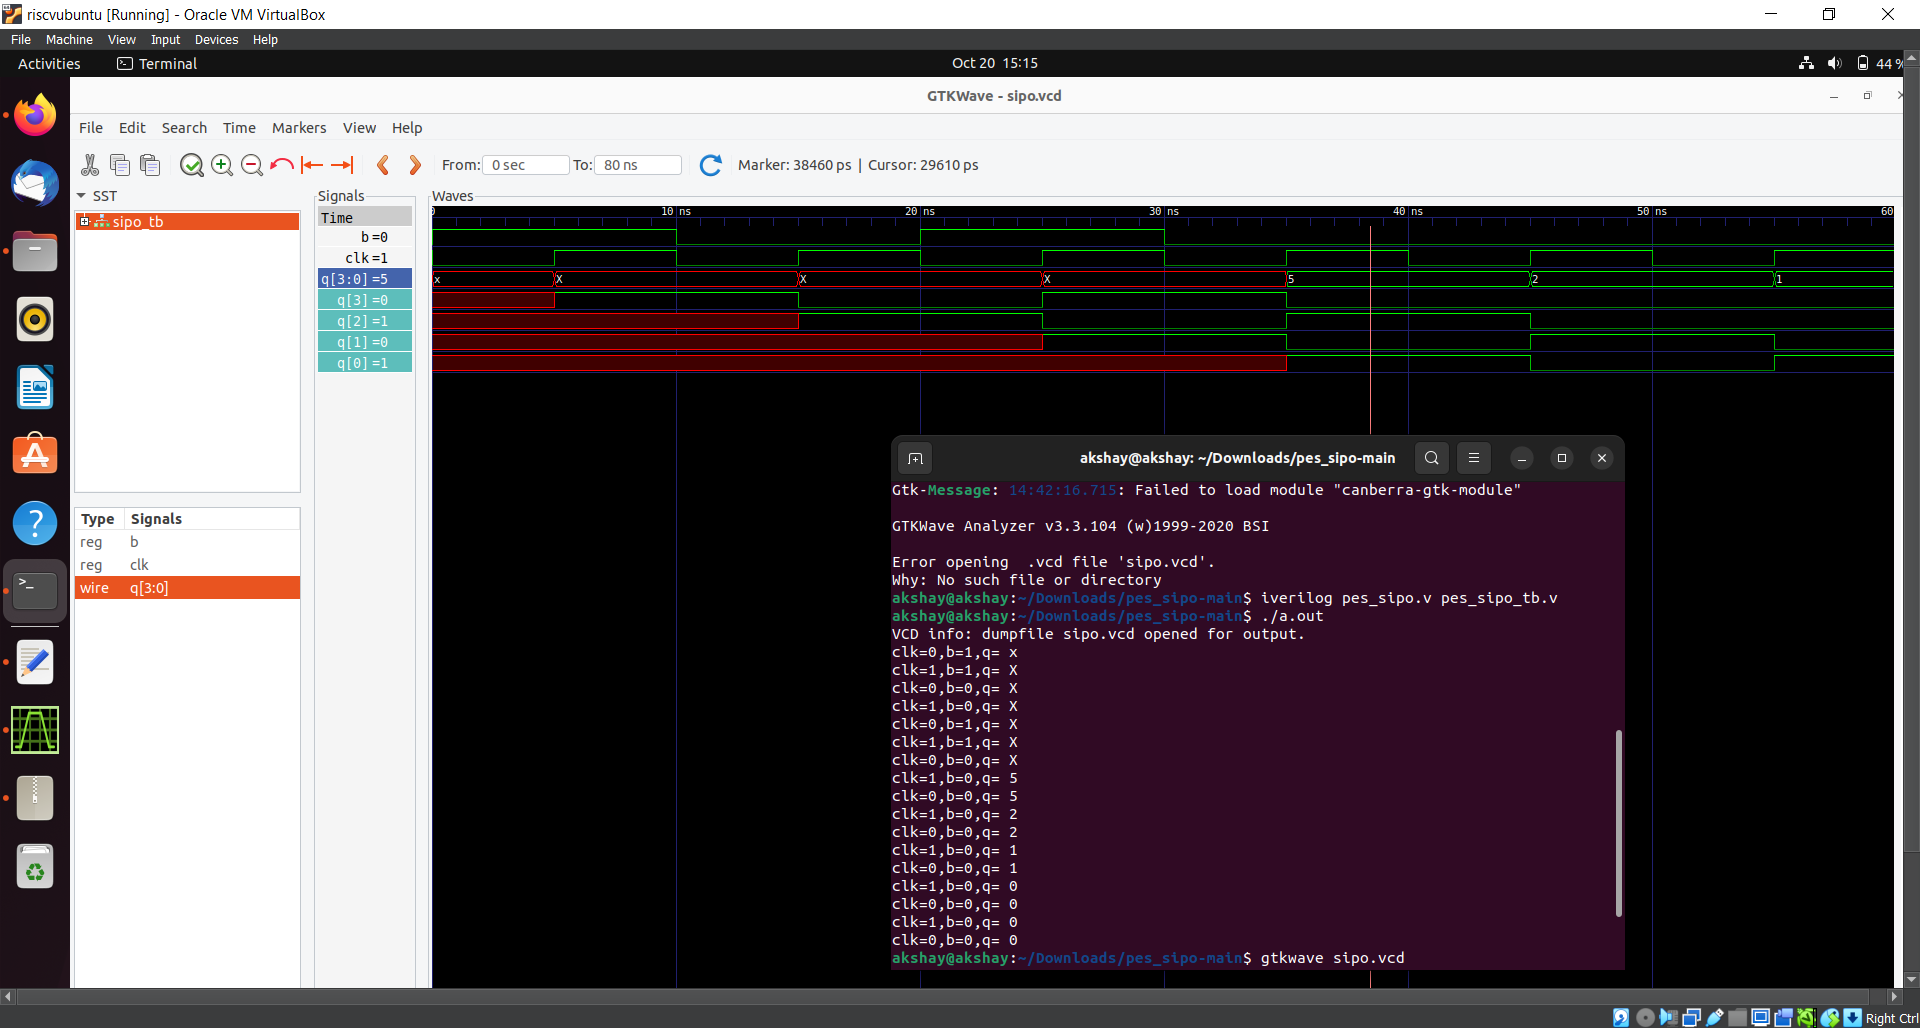 riscvubuntu [Running] - Oracle VM VirtualBox
File Machine View Input Devices Help
Activities Terminal Oct 20 15:15 44 %
GTKWave - sipo.vcd
File Edit Search Time Markers View Help
From: 0 sec To: 80 ns Marker: 38460 ps | Cursor: 29610 ps
SST
sipo_tb
Type Signals
reg b
reg clk
wire q[3:0]
Signals
Time
b =0
clk =1
q[3:0] =5
q[3] =0
q[2] =1
q[1] =0
q[0] =1
Waves
0 10 ns 20 ns 30 ns 40 ns 50 ns 60
x X X X 5 2 1
akshay@akshay: ~/Downloads/pes_sipo-main
Gtk-Message: 14:42:16.715: Failed to load module "canberra-gtk-module"
GTKWave Analyzer v3.3.104 (w)1999-2020 BSI
Error opening  .vcd file 'sipo.vcd'.
Why: No such file or directory
akshay@akshay:~/Downloads/pes_sipo-main$ iverilog pes_sipo.v pes_sipo_tb.v
akshay@akshay:~/Downloads/pes_sipo-main$ ./a.out
VCD info: dumpfile sipo.vcd opened for output.
clk=0,b=1,q= x
clk=1,b=1,q= X
clk=0,b=0,q= X
clk=1,b=0,q= X
clk=0,b=1,q= X
clk=1,b=1,q= X
clk=0,b=0,q= X
clk=1,b=0,q= 5
clk=0,b=0,q= 5
clk=1,b=0,q= 2
clk=0,b=0,q= 2
clk=1,b=0,q= 1
clk=0,b=0,q= 1
clk=1,b=0,q= 0
clk=0,b=0,q= 0
clk=1,b=0,q= 0
clk=0,b=0,q= 0
akshay@akshay:~/Downloads/pes_sipo-main$ gtkwave sipo.vcd
Right Ctrl